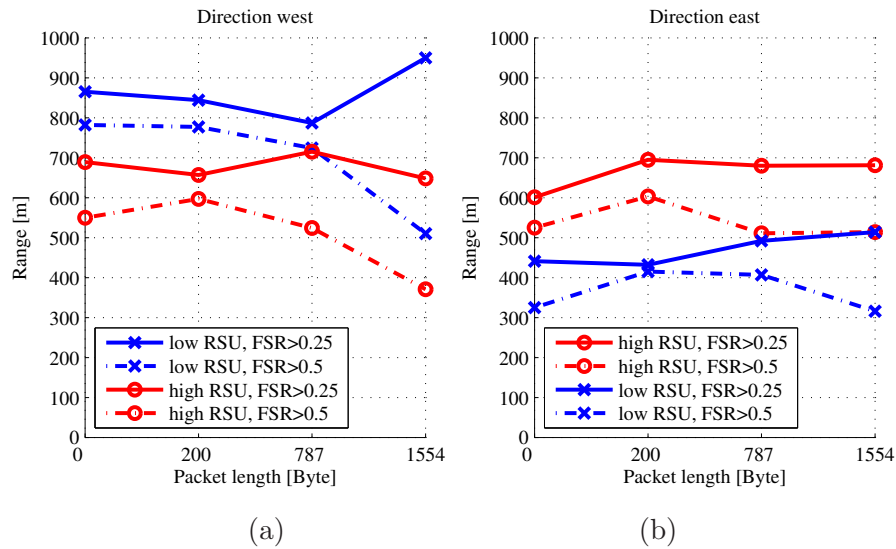 Direction west
1000
900
800
700
600
500
400
300
200
100
0
Range [m]
low RSU, FSR>0.25
low RSU, FSR>0.5
high RSU, FSR>0.25
high RSU, FSR>0.5
0 200 787 1554
Packet length [Byte]
(a)
Direction east
1000
900
800
700
600
500
400
300
200
100
0
Range [m]
high RSU, FSR>0.25
high RSU, FSR>0.5
low RSU, FSR>0.25
low RSU, FSR>0.5
0 200 787 1554
Packet length [Byte]
(b)